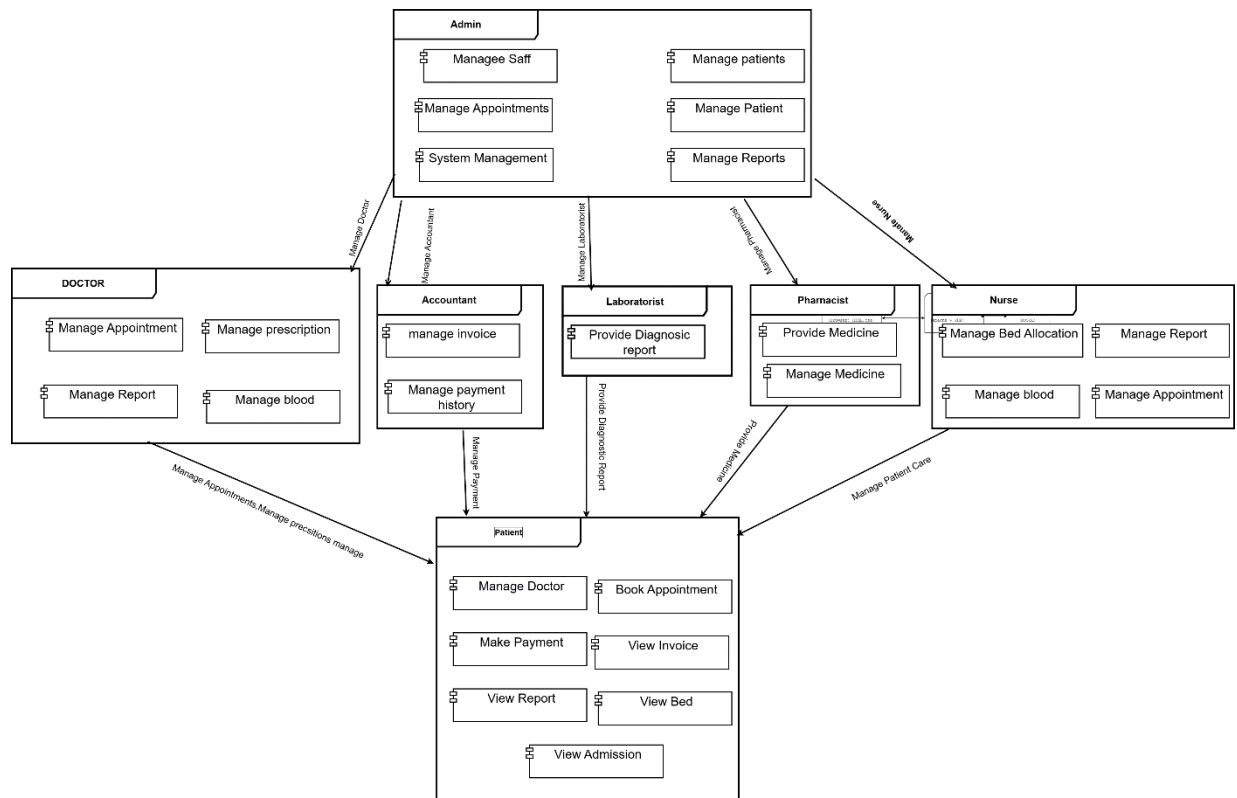 Admin
Managee Saff
Manage patients
Manage Appointments
Manage Patient
System Management
Manage Reports
Manage Doctor
Manage Accountant
Manage Laboratorist
Manage Pharmacist
Manafe Nurse
DOCTOR
Manage Appointment
Manage prescription
Manage Report
Manage blood
Accountant
manage invoice
Manage payment
history
Laboratorist
Provide Diagnosic
report
Pharnacist
Provide Medicine
Manage Medicine
Nurse
Manage Bed Allocation
Manage Report
Manage blood
Manage Appointment
Manage Appointments,Manage precsitions manage
Manage Payment
Provide Diagnostic Report
Provide Medicine
Manage Patient Care
Patient
Manage Doctor
Book Appointment
Make Payment
View Invoice
View Report
View Bed
View Admission